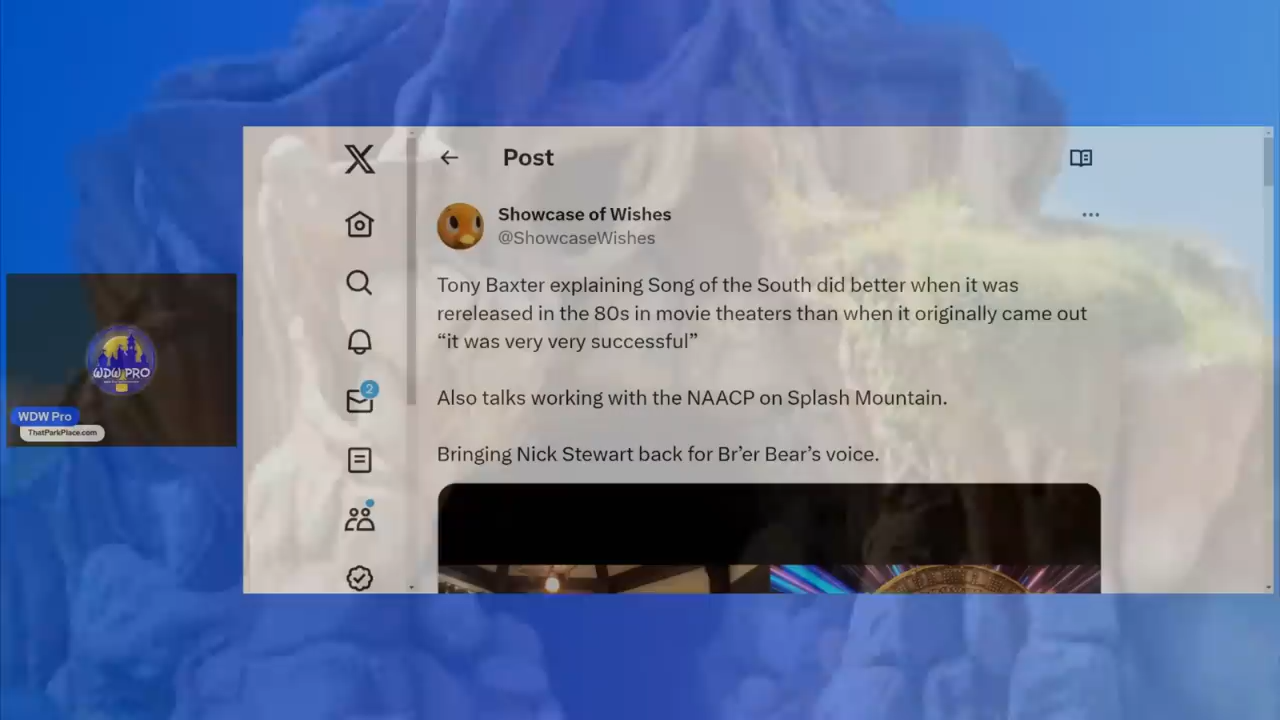 Post
Showcase of Wishes
@ShowcaseWishes
Tony Baxter explaining Song of the South did better when it was
rereleased in the 80s in movie theaters than when it originally came out
“it was very very successful”
Also talks working with the NAACP on Splash Mountain.
Bringing Nick Stewart back for Br’er Bear’s voice.
2
WDW PRO
WDW Pro
ThatParkPlace.com